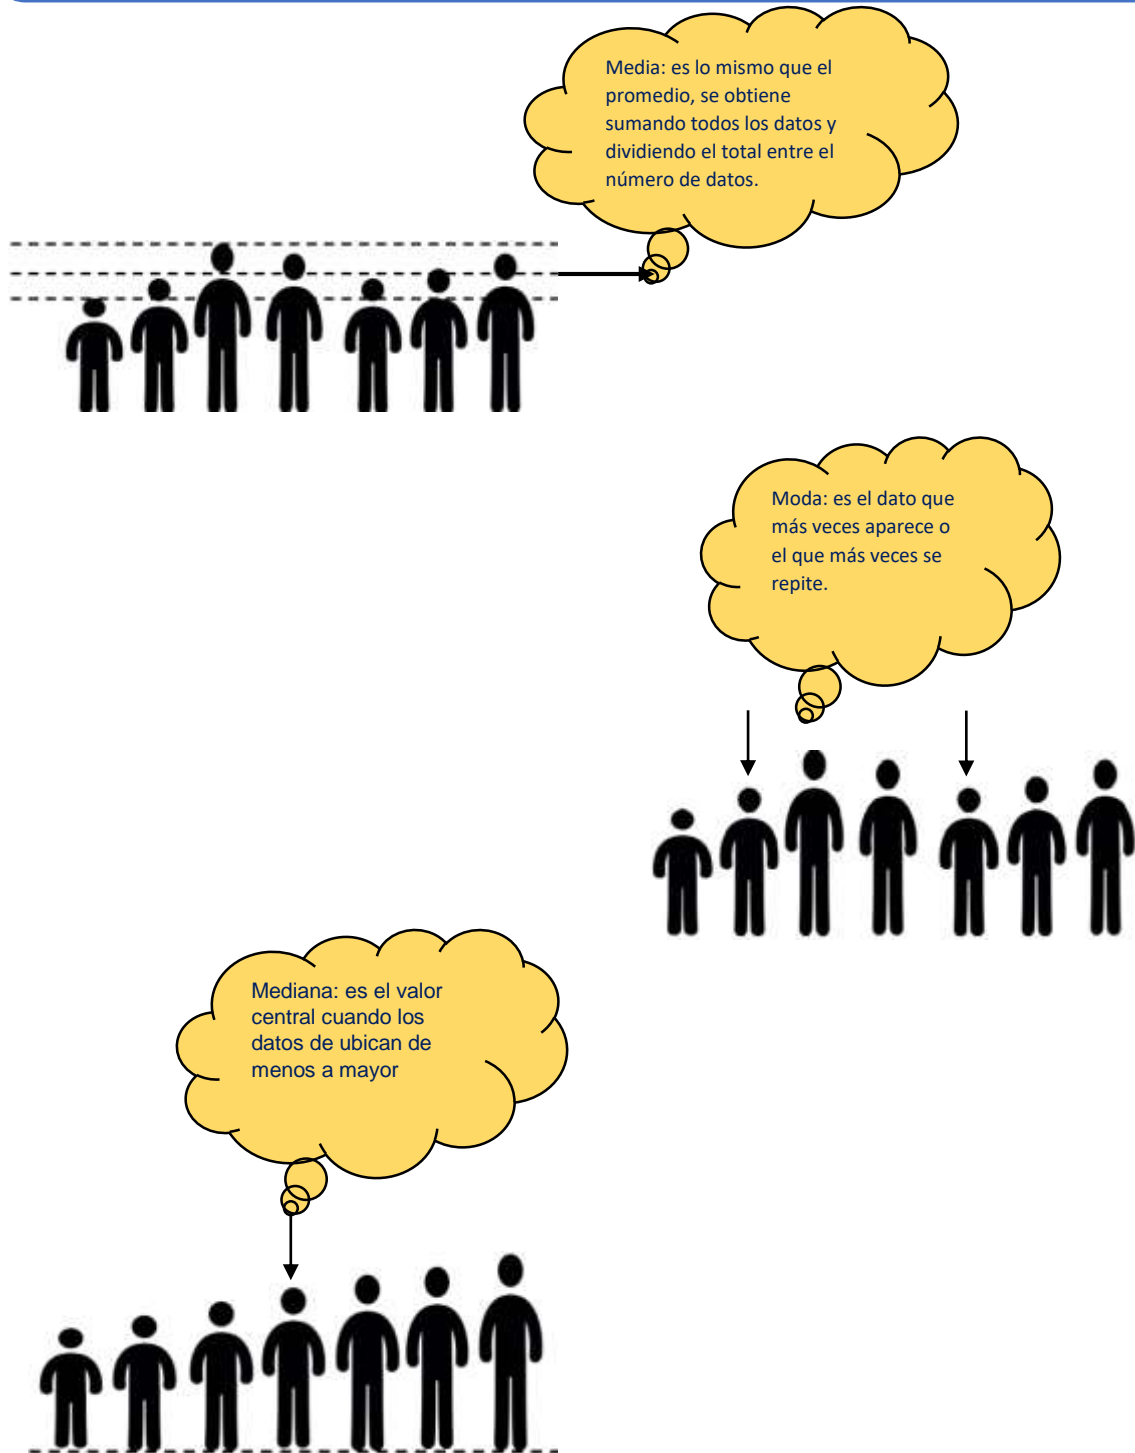 Media: es lo mismo que el
promedio, se obtiene
sumando todos los datos y
dividiendo el total entre el
número de datos.
Moda: es el dato que
más veces aparece o
el que más veces se
repite.
Mediana: es el valor
central cuando los
datos de ubican de
menos a mayor